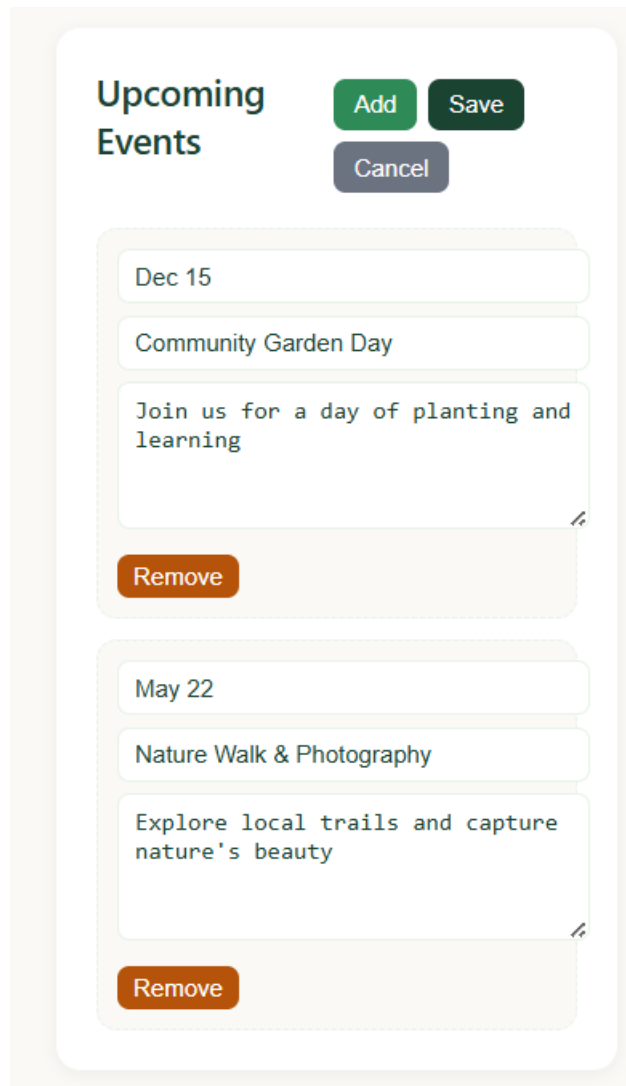 Upcoming
Events
Add
Save
Cancel
Dec 15
Community Garden Day
Join us for a day of planting and
learning
Remove
May 22
Nature Walk & Photography
Explore local trails and capture
nature's beauty
Remove